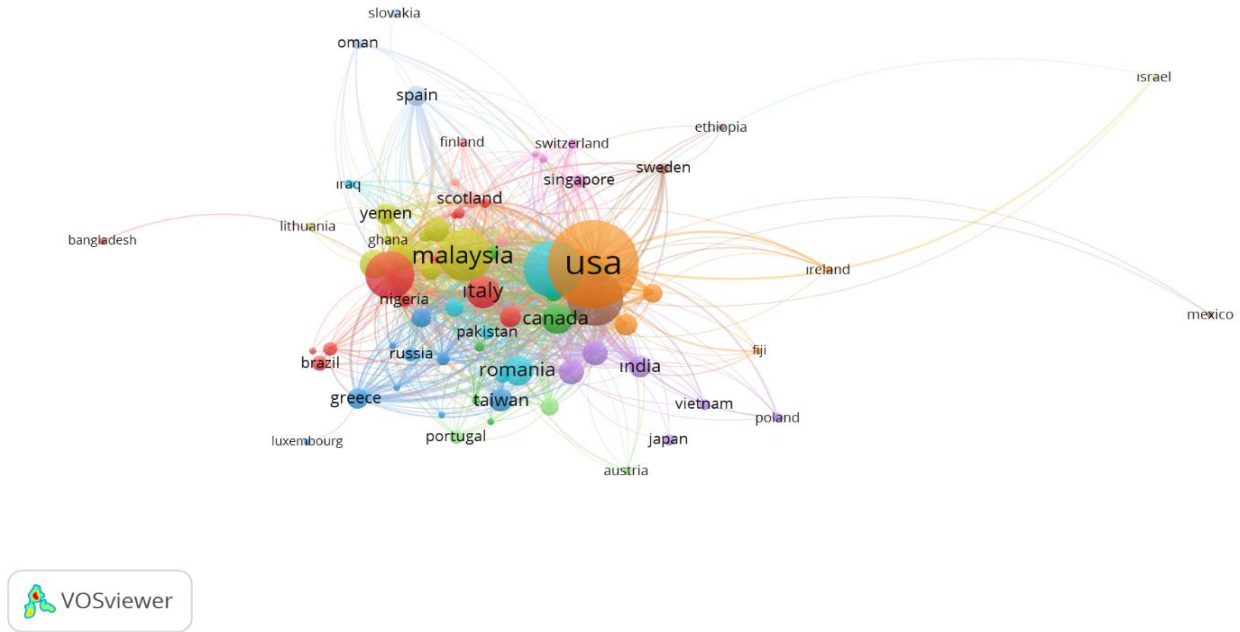 slovakia
oman
israel
spain
ethiopia
finland
switzerland
sweden
singapore
iraq
scotland
yemen
lithuania
bangladesh
ghana
malaysia
usa
ireland
italy
nigeria
mexico
canada
pakistan
fiji
russia
brazil
romania
india
greece
taiwan
vietnam
poland
portugal
japan
luxembourg
austria
VOSviewer